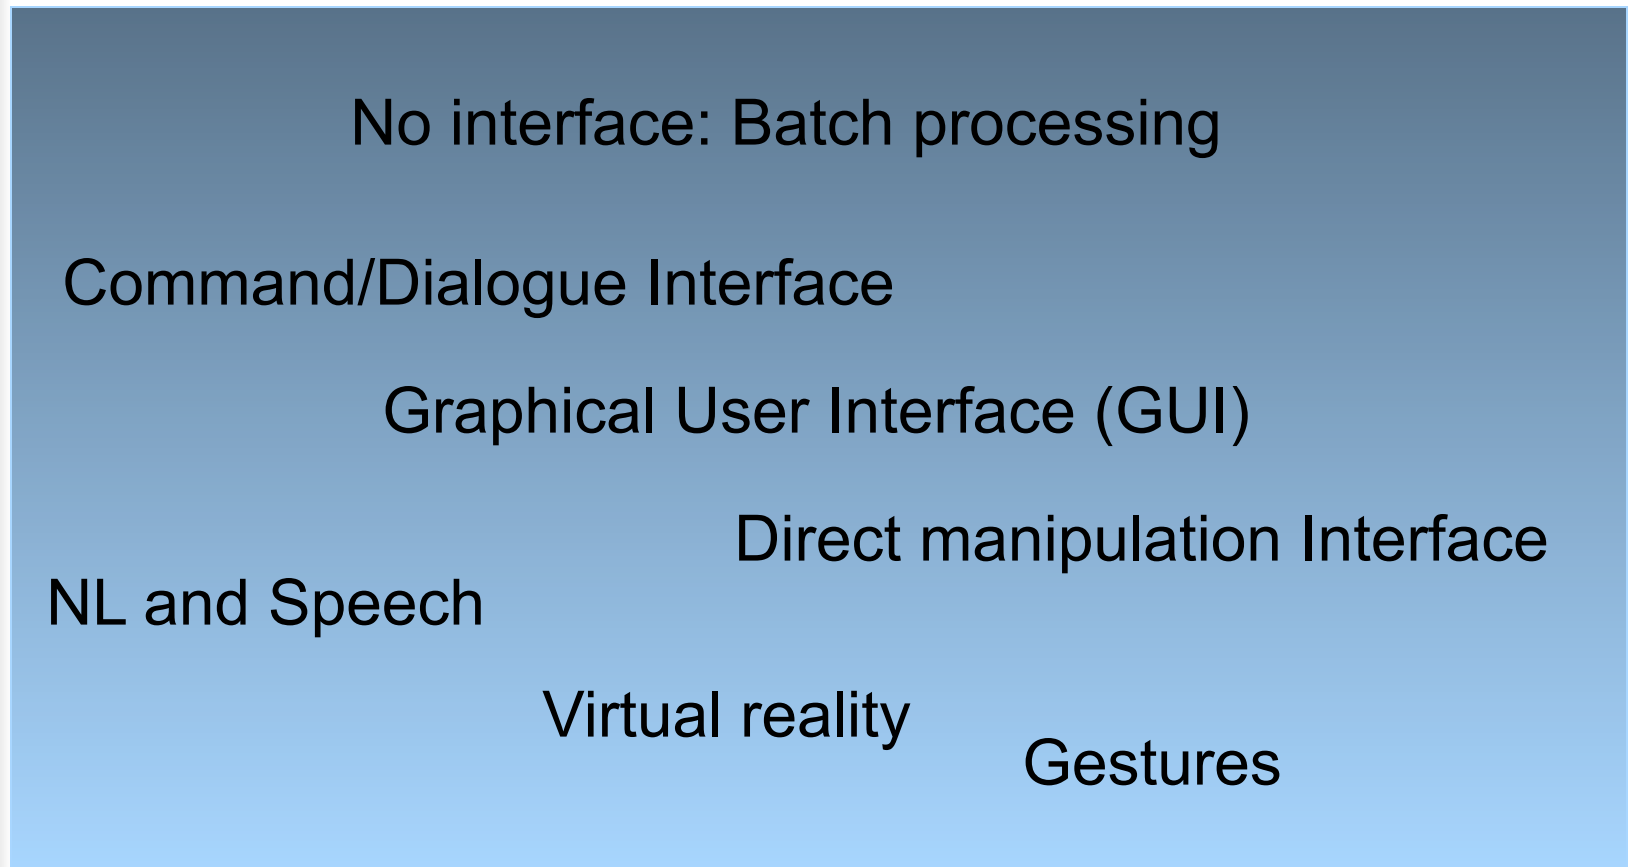 No interface: Batch processing
Command/Dialogue Interface
Graphical User Interface (GUI)
Direct manipulation Interface
NL and Speech
Virtual reality
Gestures